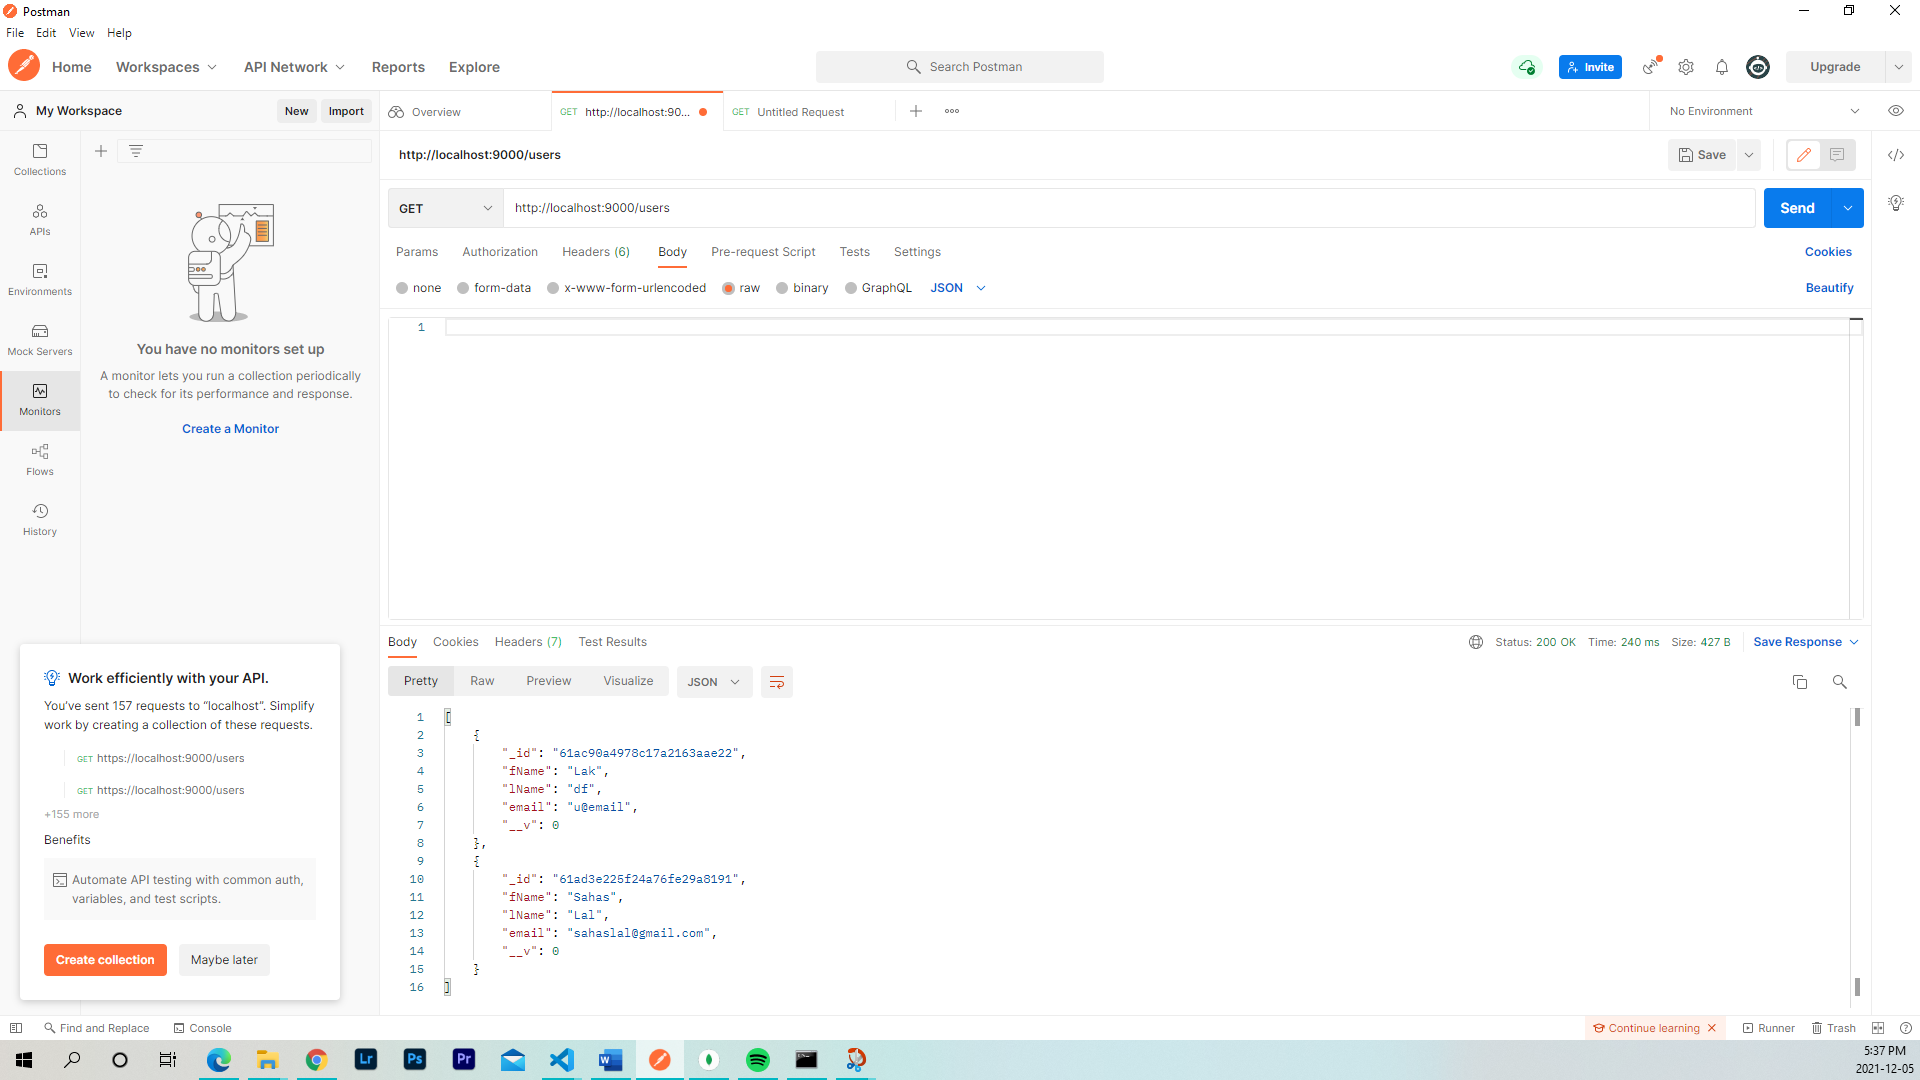 Postman
File Edit View Help
Home Workspaces API Network Reports Explore
Search Postman
Invite
Upgrade
My Workspace
New Import
Overview
GET http://localhost:90...
GET Untitled Request
No Environment
Collections
APIs
Environments
Mock Servers
Monitors
Flows
History
You have no monitors set up
A monitor lets you run a collection periodically
to check for its performance and response.
Create a Monitor
http://localhost:9000/users
Save
GET http://localhost:9000/users
Send
Params Authorization Headers (6) Body Pre-request Script Tests Settings
Cookies
none form-data x-www-form-urlencoded raw binary GraphQL JSON
Beautify
1
Body Cookies Headers (7) Test Results
Status: 200 OK Time: 240 ms Size: 427 B Save Response
Pretty Raw Preview Visualize JSON
1 [
2 {
3 "_id": "61ac90a4978c17a2163aae22",
4 "fName": "Lak",
5 "lName": "df",
6 "email": "u@email",
7 "__v": 0
8 },
9 {
10 "_id": "61ad3e225f24a76fe29a8191",
11 "fName": "Sahas",
12 "lName": "Lal",
13 "email": "sahaslal@gmail.com",
14 "__v": 0
15 }
16 ]
Work efficiently with your API.
You've sent 157 requests to "localhost". Simplify
work by creating a collection of these requests.
GET https://localhost:9000/users
GET https://localhost:9000/users
+155 more
Benefits
Automate API testing with common auth,
variables, and test scripts.
Create collection Maybe later
Find and Replace Console
Continue learning Runner Trash
Lr Ps Pr
5:37 PM
2021-12-05